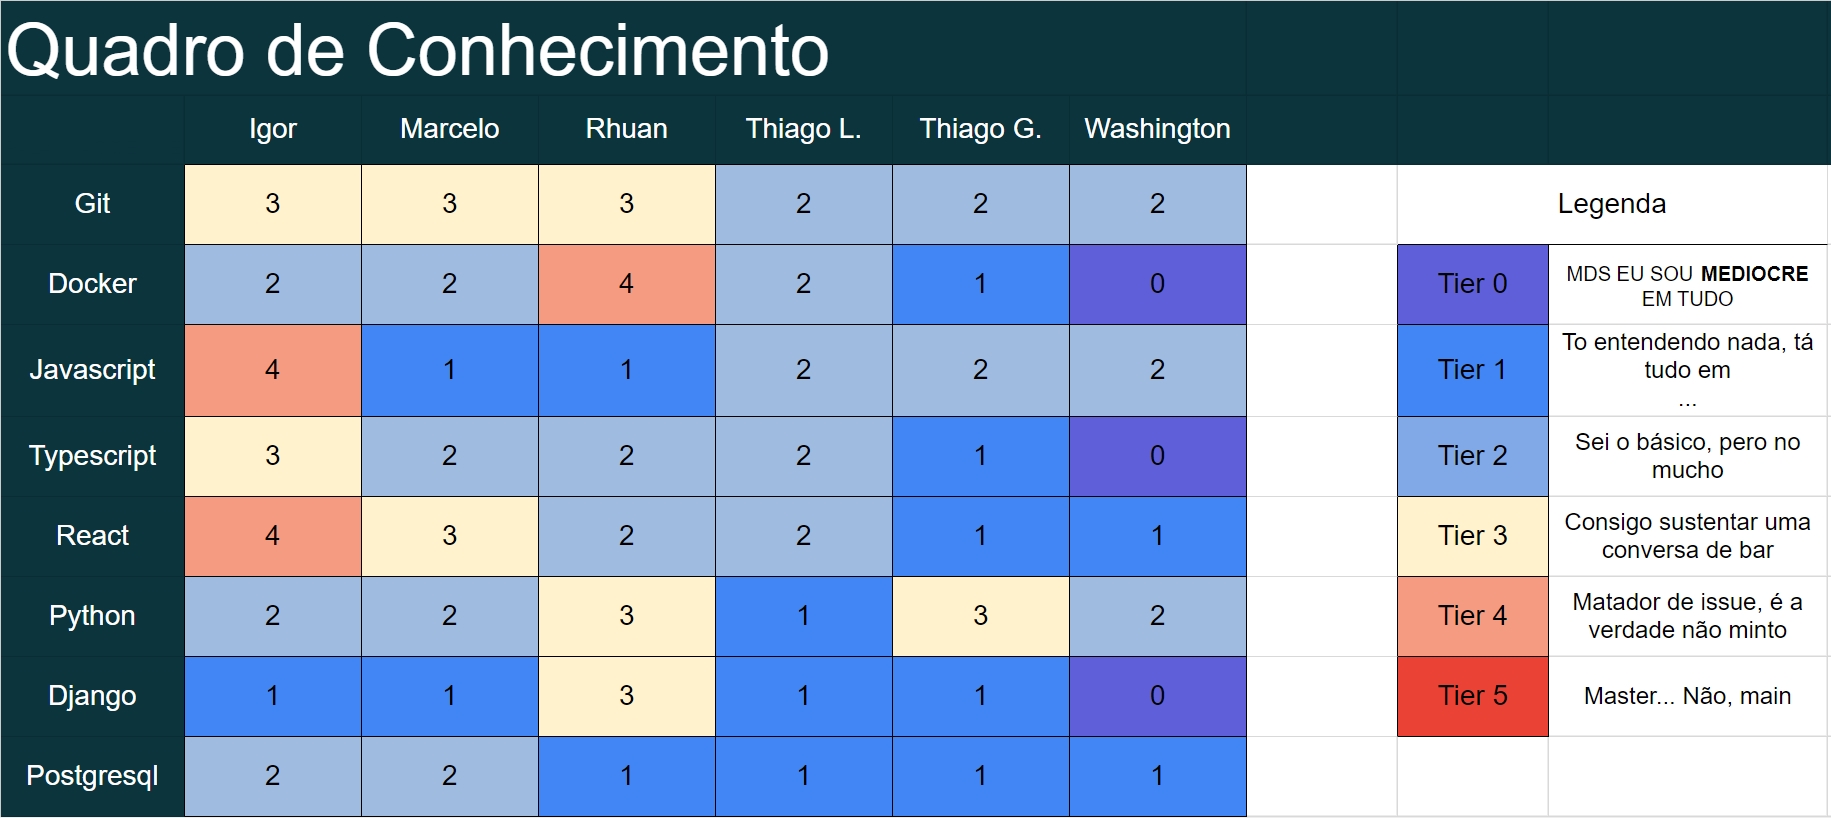 Quadro de Conhecimento
Igor Marcelo Rhuan Thiago L. Thiago G. Washington
Git 3 3 3 2 2 2 Legenda
Docker 2 2 4 2 1 0 Tier 0 MDS EU SOU MEDIOCRE
EM TUDO
Javascript 4 1 1 2 2 2 Tier 1 To entendendo nada, tá
tudo em
...
Typescript 3 2 2 2 1 0 Tier 2 Sei o básico, pero no
mucho
React 4 3 2 2 1 1 Tier 3 Consigo sustentar uma
conversa de bar
Python 2 2 3 1 3 2 Tier 4 Matador de issue, é a
verdade não minto
Django 1 1 3 1 1 0 Tier 5 Master... Não, main
Postgresql 2 2 1 1 1 1